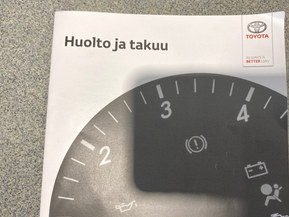 Huolto ja takuu
TOYOTA
ALWAYS A
BETTER WAY
3
4
2